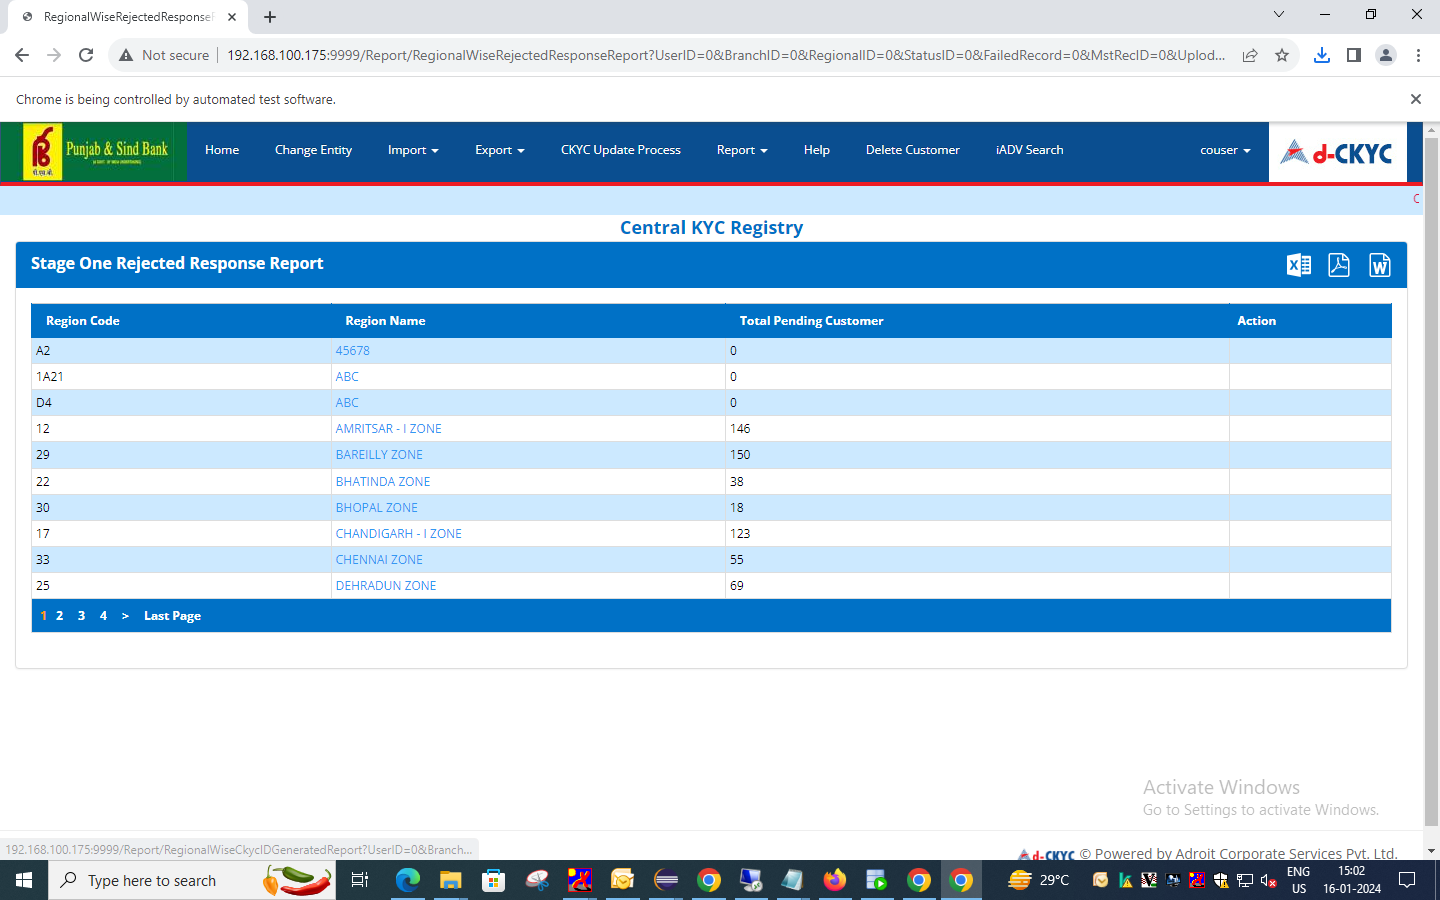 RegionalWiseRejectedResponseF
Not secure
192.168.100.175:9999/Report/RegionalWiseRejectedResponseReport?UserID=0&BranchID=0&RegionalID=0&StatusID=0&FailedRecord=0&MstRecID=0&Uplod...
Chrome is being controlled by automated test software.
Punjab & Sind Bank
पी.एस.बी.
Home Change Entity Import Export CKYC Update Process Report Help Delete Customer iADV Search couser d-CKYC
C
Central KYC Registry
Stage One Rejected Response Report
Region Code Region Name Total Pending Customer Action
A2 45678 0
1A21 ABC 0
D4 ABC 0
12 AMRITSAR - I ZONE 146
29 BAREILLY ZONE 150
22 BHATINDA ZONE 38
30 BHOPAL ZONE 18
17 CHANDIGARH - I ZONE 123
33 CHENNAI ZONE 55
25 DEHRADUN ZONE 69
1 2 3 4 > Last Page
Activate Windows
Go to Settings to activate Windows.
192.168.100.175:9999/Report/RegionalWiseCkycIDGeneratedReport?UserID=0&Branch...
d-CKYC © Powered by Adroit Corporate Services Pvt. Ltd.
Type here to search
29°C
ENG
US
15:02
16-01-2024